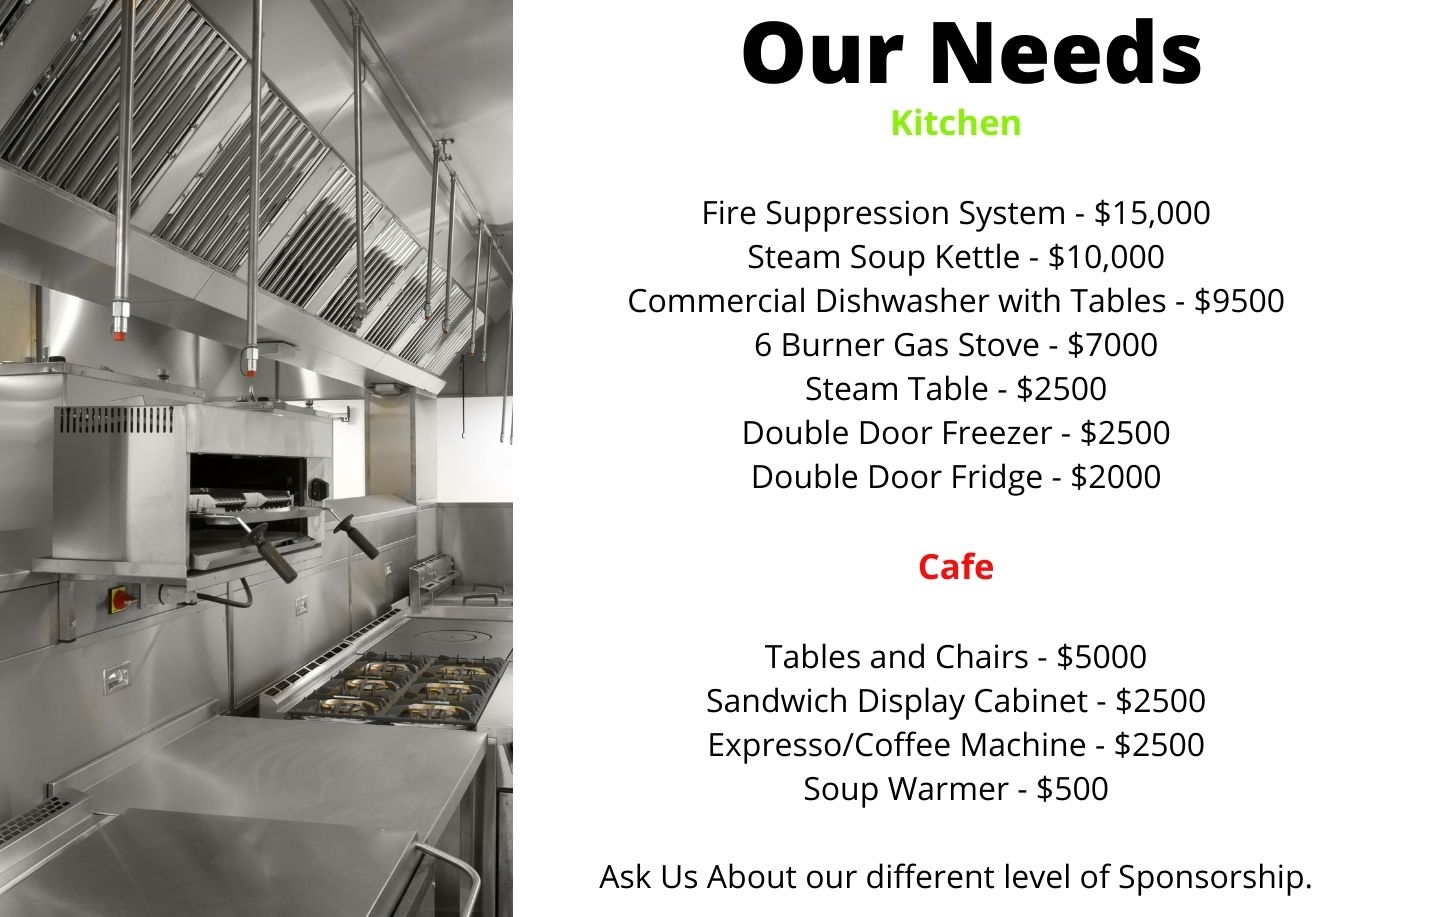 Our Needs
Kitchen
Fire Suppression System - $15,000
Steam Soup Kettle - $10,000
Commercial Dishwasher with Tables - $9500
6 Burner Gas Stove - $7000
Steam Table - $2500
Double Door Freezer - $2500
Double Door Fridge - $2000
Cafe
Tables and Chairs - $5000
Sandwich Display Cabinet - $2500
Expresso/Coffee Machine - $2500
Soup Warmer - $500
Ask Us About our different level of Sponsorship.